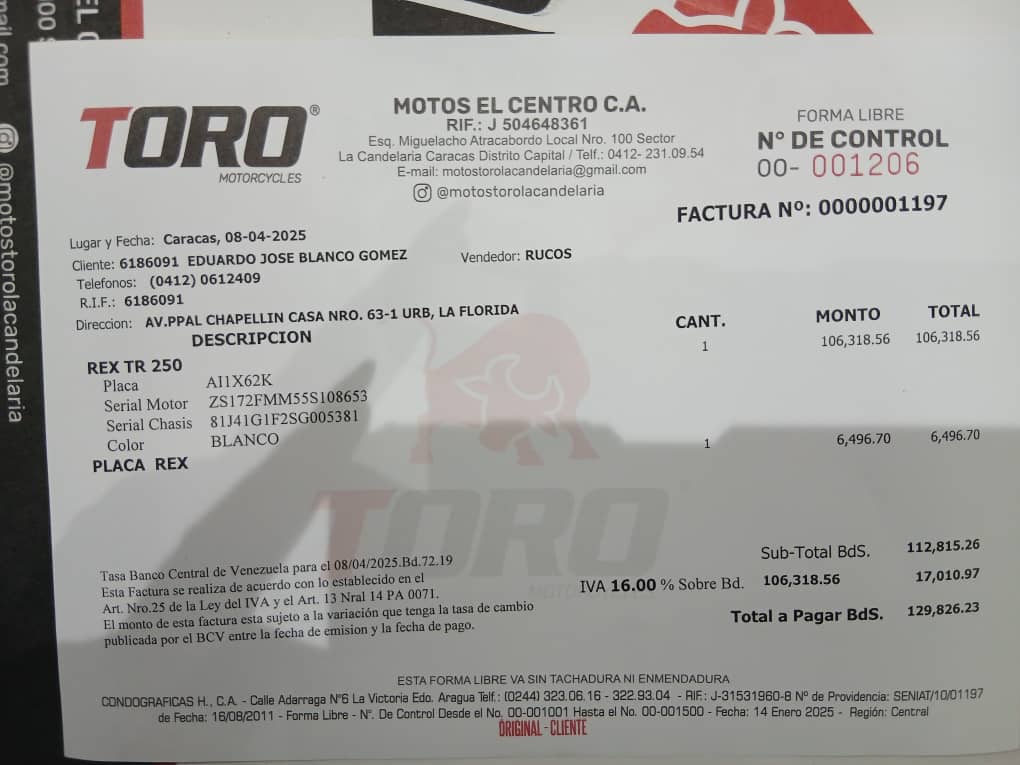 TORO®
MOTORCYCLES
MOTOS EL CENTRO C.A.
RIF.: J 504648361
Esq. Miguelacho Atracabordo Local Nro. 100 Sector
La Candelaria Caracas Distrito Capital / Telf.: 0412- 231.09.54
E-mail: motostorolacandelaria@gmail.com
@motostorolacandelaria
FORMA LIBRE
N° DE CONTROL
00- 001206
FACTURA Nº: 0000001197
Lugar y Fecha: Caracas, 08-04-2025
Cliente: 6186091 EDUARDO JOSE BLANCO GOMEZ Vendedor: RUCOS
Telefonos: (0412) 0612409
R.I.F.: 6186091
Direccion: AV.PPAL CHAPELLIN CASA NRO. 63-1 URB, LA FLORIDA
DESCRIPCION CANT. MONTO TOTAL
REX TR 250 1 106,318.56 106,318.56
Placa AI1X62K
Serial Motor ZS172FMM55S108653
Serial Chasis 81J41G1F2SG005381
Color BLANCO
PLACA REX 1 6,496.70 6,496.70
TORO
Tasa Banco Central de Venezuela para el 08/04/2025.Bd.72.19
Esta Factura se realiza de acuerdo con lo establecido en el
Art. Nro.25 de la Ley del IVA y el Art. 13 Nral 14 PA 0071.
El monto de esta factura esta sujeto a la variación que tenga la tasa de cambio
publicada por el BCV entre la fecha de emision y la fecha de pago.
Sub-Total BdS. 112,815.26
IVA 16.00 % Sobre Bd. 106,318.56 17,010.97
Total a Pagar BdS. 129,826.23
ESTA FORMA LIBRE VA SIN TACHADURA NI ENMENDADURA
CONDOGRAFICAS H., C.A. - Calle Adarraga N°6 La Victoria Edo. Aragua Telf.: (0244) 323.06.16 - 322.93.04 - RIF.: J-31531960-8 N° de Providencia: SENIAT/10/01197
de Fecha: 16/08/2011 - Forma Libre - N°. De Control Desde el No. 00-001001 Hasta el No. 00-001500 - Fecha: 14 Enero 2025 - Región: Central
ORIGINAL - CLIENTE
@motostorolacandelaria